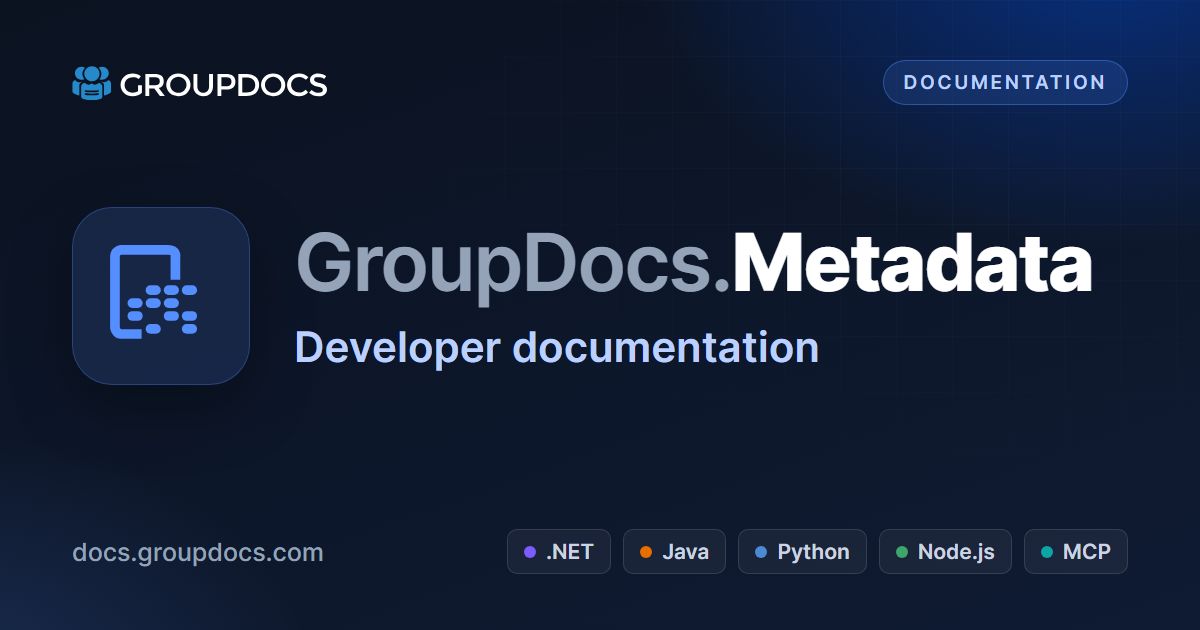 GROUPDOCS
DOCUMENTATION
GroupDocs.Metadata
Developer documentation
docs.groupdocs.com
.NET
Java
Python
Node.js
MCP